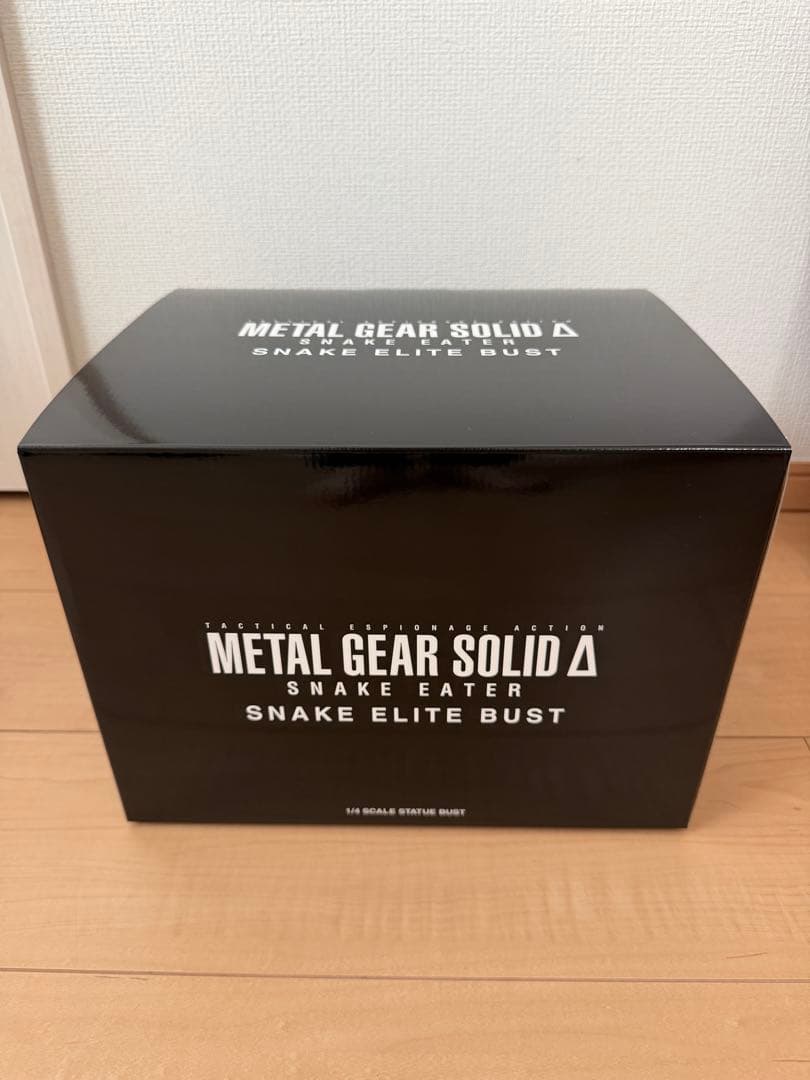 METAL GEAR SOLID Δ
SNAKE EATER
SNAKE ELITE BUST
TACTICAL ESPIONAGE ACTION
METAL GEAR SOLID Δ
SNAKE EATER
SNAKE ELITE BUST
1/4 SCALE STATUE BUST